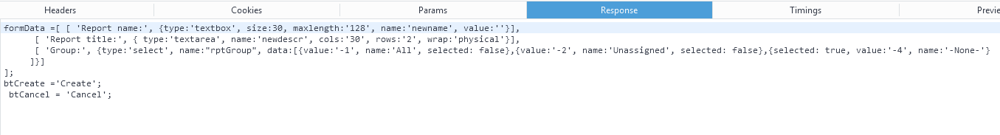 Headers Cookies Params Response Timings Previe
formData =[ [ 'Report name:', {type:'textbox', size:30, maxlength:'128', name:'newname', value:''}],
[ 'Report title:', { type:'textarea', name:'newdescr', cols:'30', rows:'2', wrap:'physical'}],
[ 'Group:', {type:'select', name:"rptGroup", data:[{value:'-1', name:'All', selected: false},{value:'-2', name:'Unassigned', selected: false},{selected: true, value:'-4', name:'-None-'}
]}]
];
btCreate ='Create';
btCancel = 'Cancel';